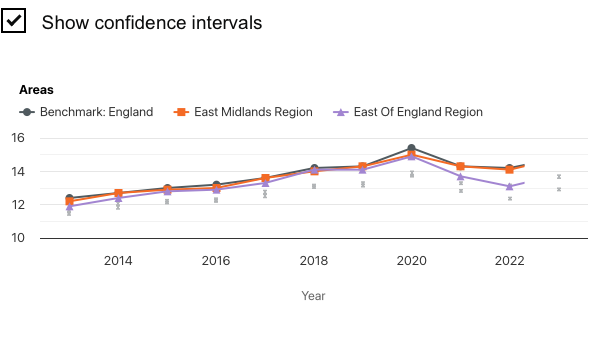 Show confidence intervals
Areas
Benchmark: England East Midlands Region East Of England Region
16
14
12
10
2014 2016 2018 2020 2022
Year